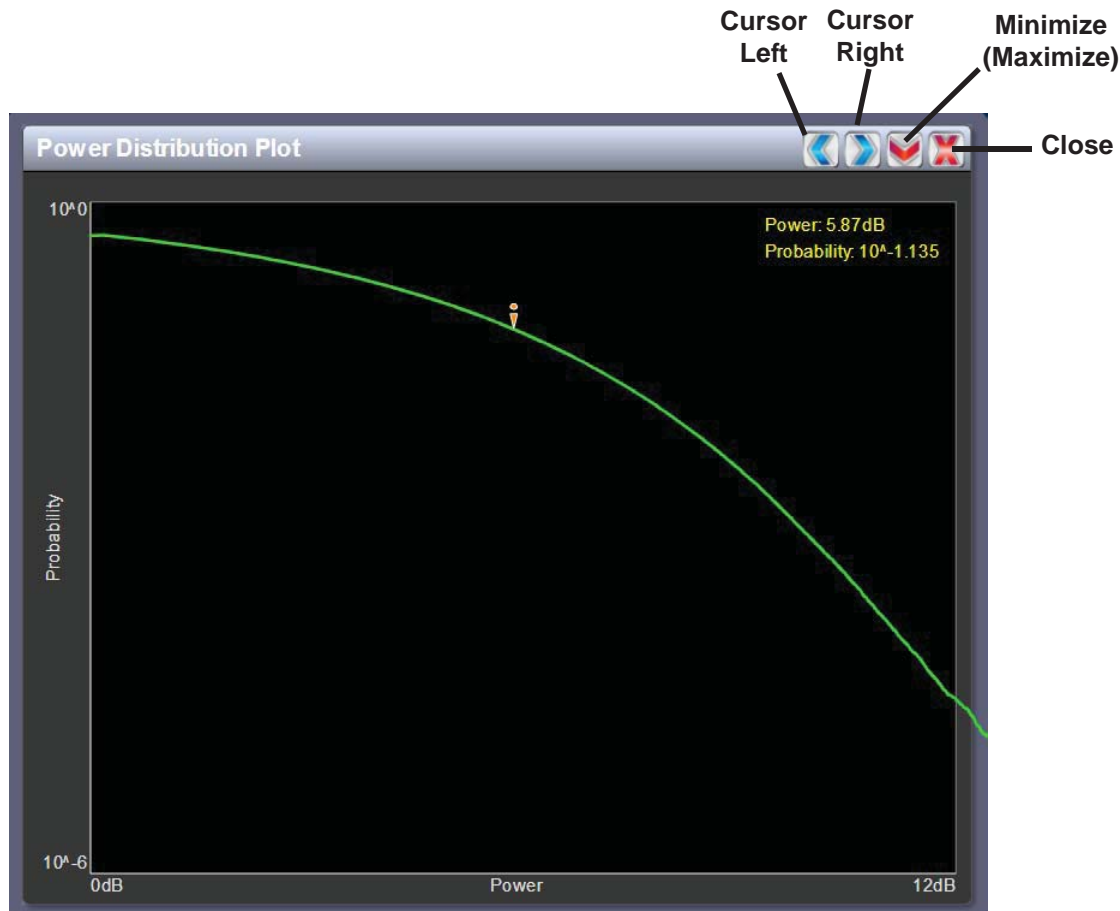 Cursor
Left
Cursor
Right
Minimize
(Maximize)
Close
Power Distribution Plot
10^0
Power: 5.87dB
Probability: 10^-1.135
Probability
10^-6
0dB
Power
12dB